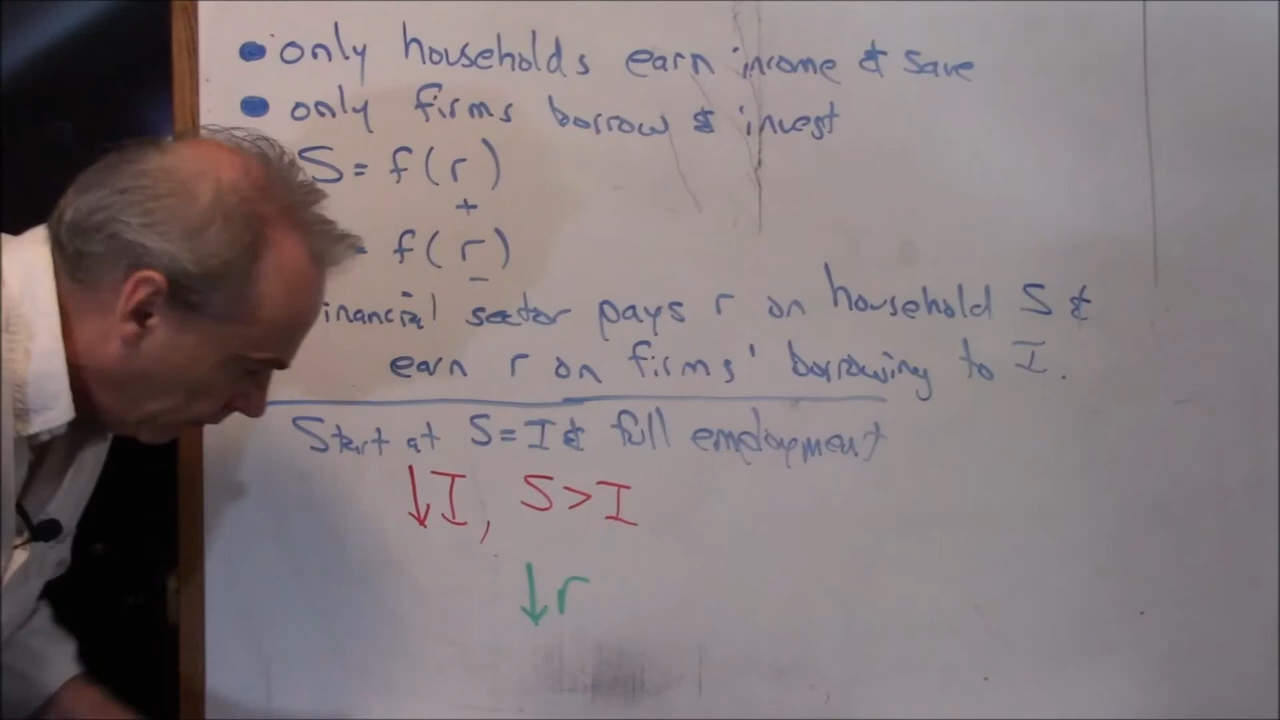 • only households earn income & save
• only firms borrow & invest
S = f(r)
+
= f(r)
-
inancial sector pays r on household S &
earn r on firms' borrowing to I.
Start at S=I & full employment
↓I, S>I
↓r